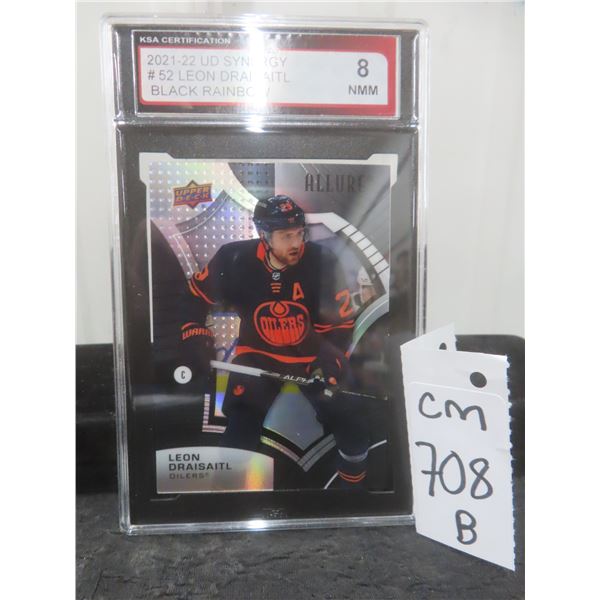 KSA CERTIFICATION
2021-22 UD SYNERGY
# 52 LEON DRAISAITL
BLACK RAINBOW
8
NMM
UPPER DECK
ALLURE
29
A
OILERS
C
LEON
DRAISAITL
OILERS
CM
708
B